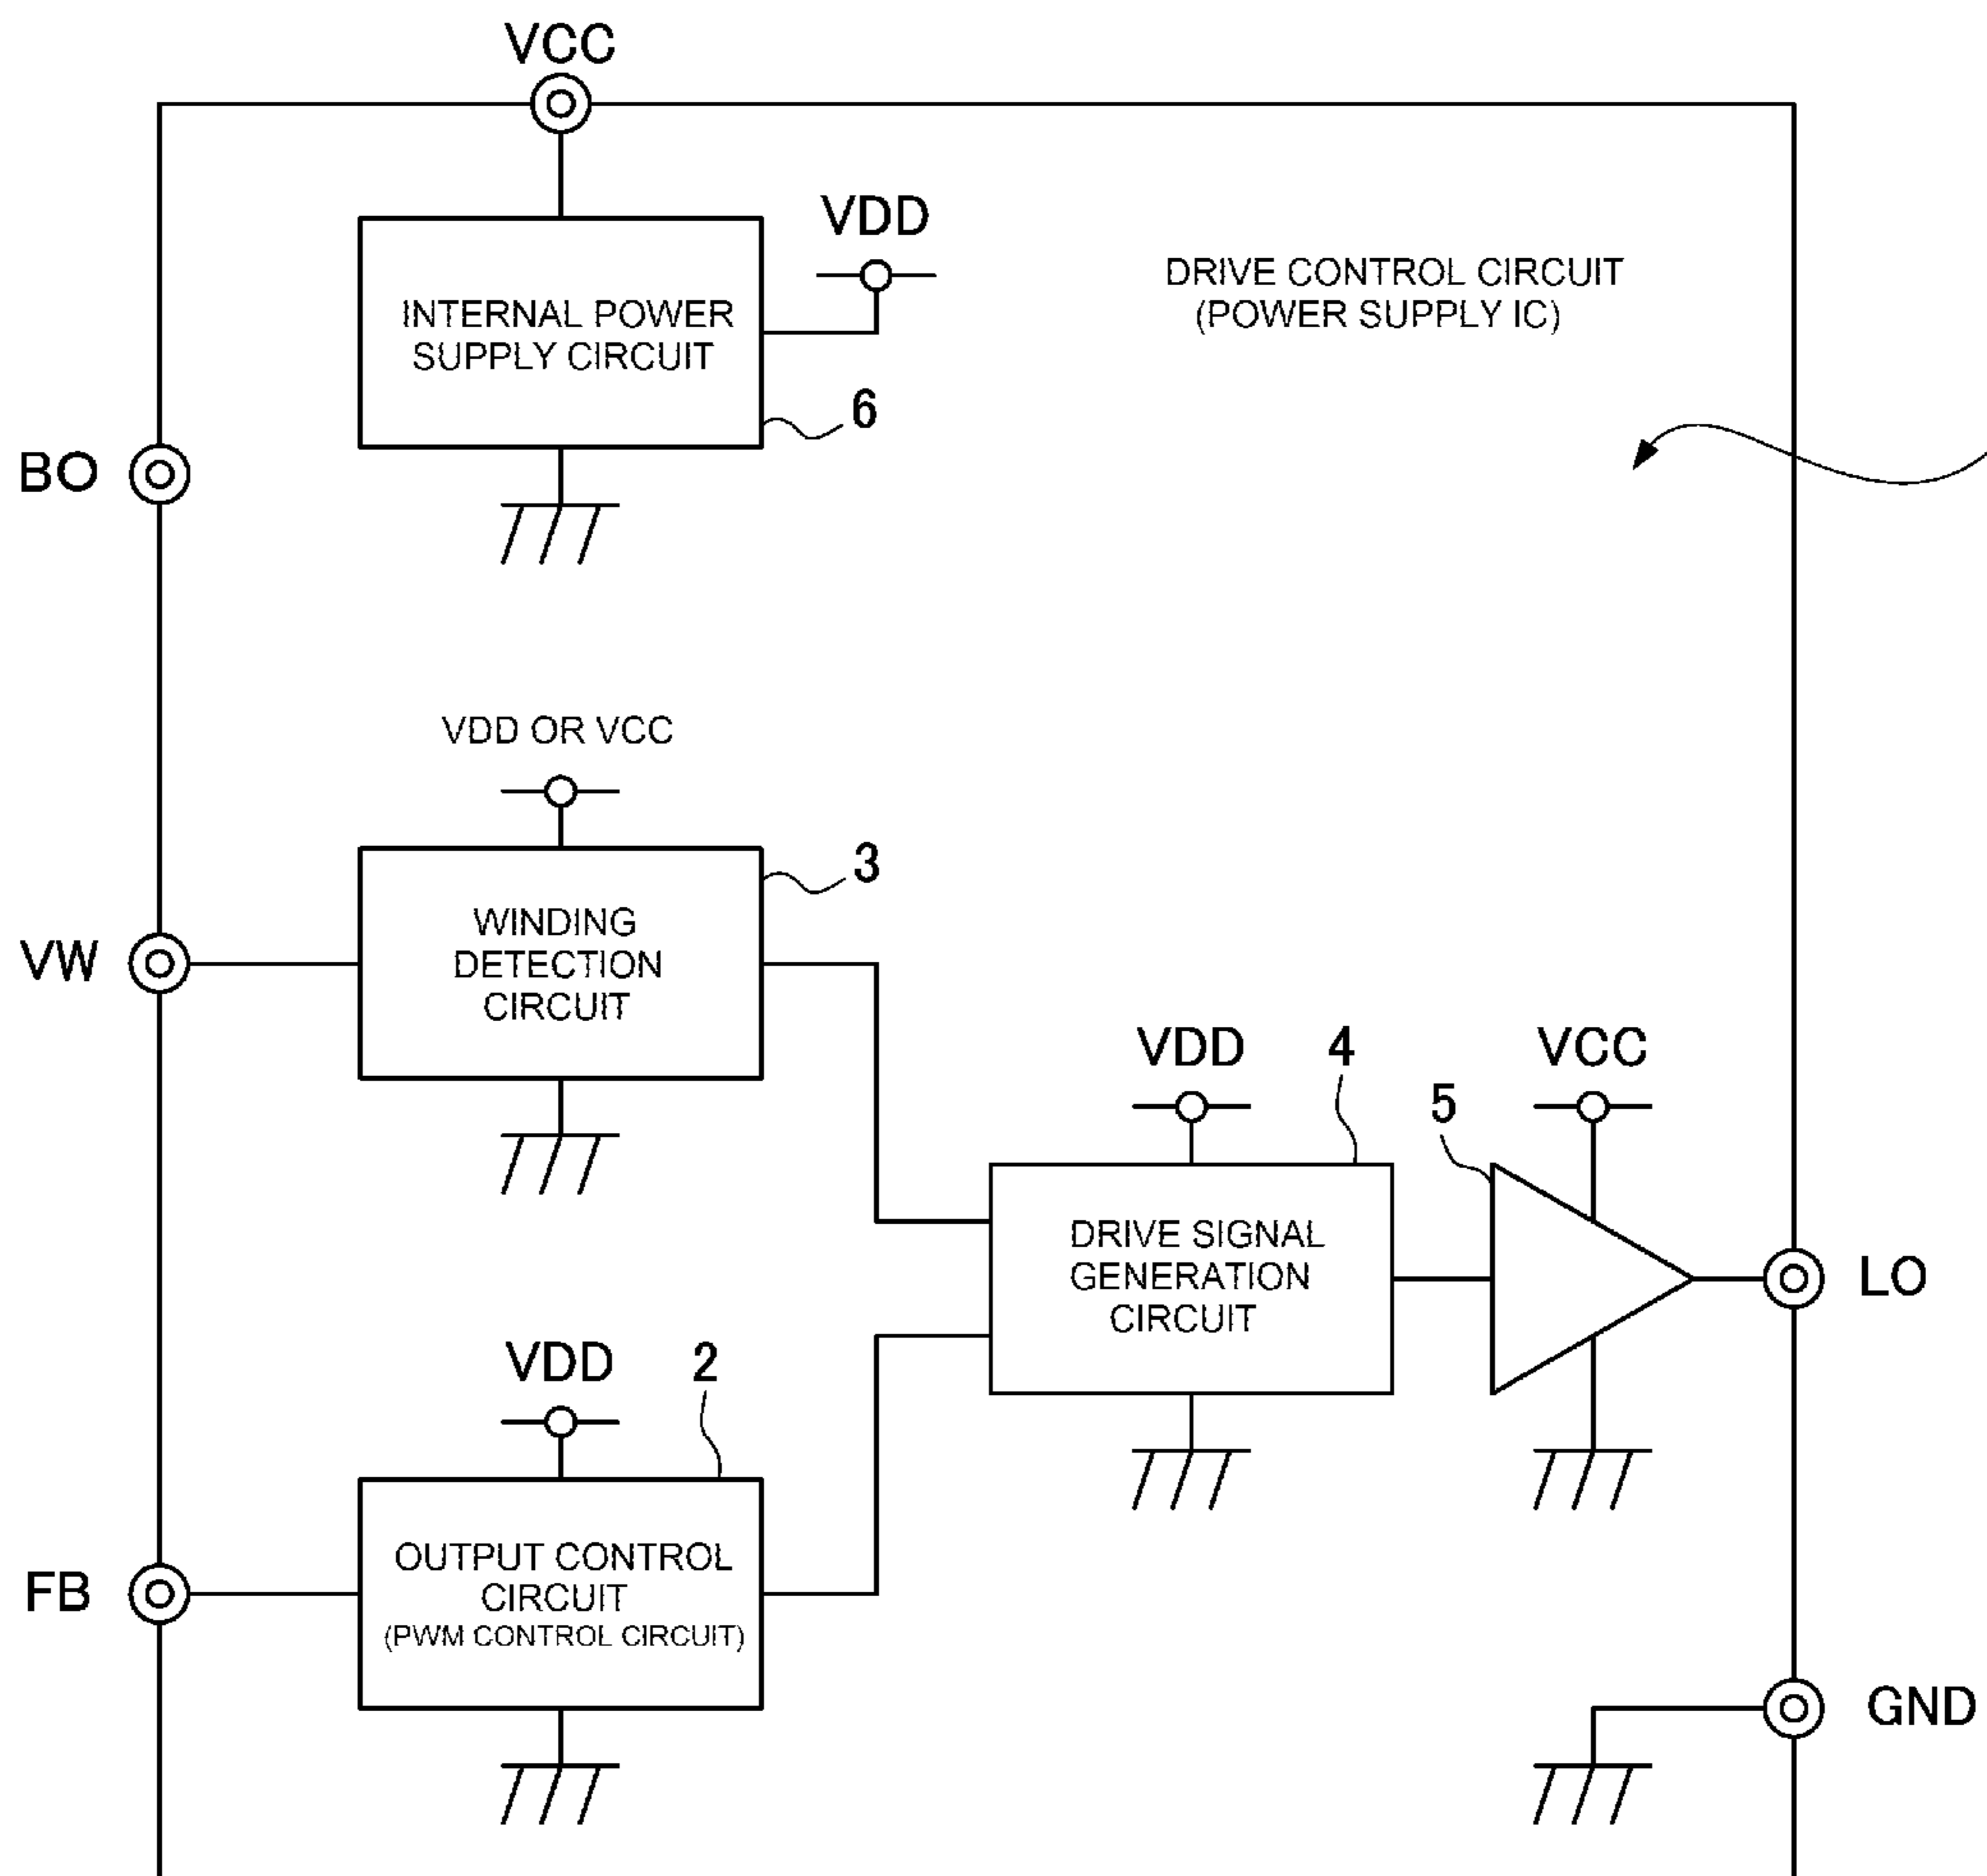 VCC
VDD
DRIVE CONTROL CIRCUIT
(POWER SUPPLY IC)
INTERNAL POWER
SUPPLY CIRCUIT
6
BO
VDD OR VCC
3
WINDING
DETECTION
CIRCUIT
VW
VDD
4
VCC
5
DRIVE SIGNAL
GENERATION
CIRCUIT
LO
VDD
2
OUTPUT CONTROL
CIRCUIT
(PWM CONTROL CIRCUIT)
FB
GND